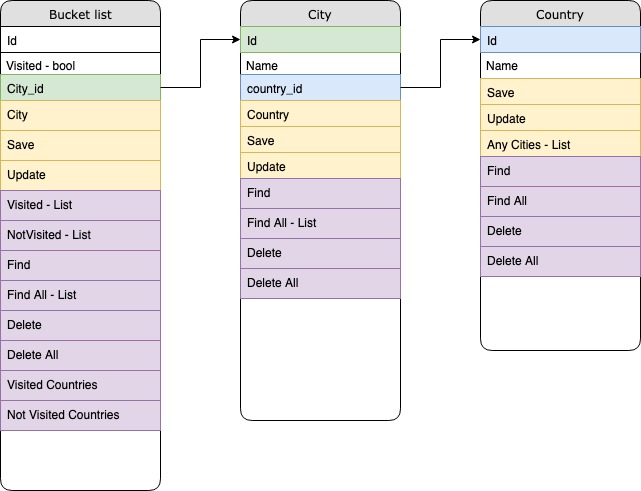 Bucket list
Id
Visited - bool
City_id
City
Save
Update
Visited - List
NotVisited - List
Find
Find All - List
Delete
Delete All
Visited Countries
Not Visited Countries
City
Id
Name
country_id
Country
Save
Update
Find
Find All - List
Delete
Delete All
Country
Id
Name
Save
Update
Any Cities - List
Find
Find All
Delete
Delete All